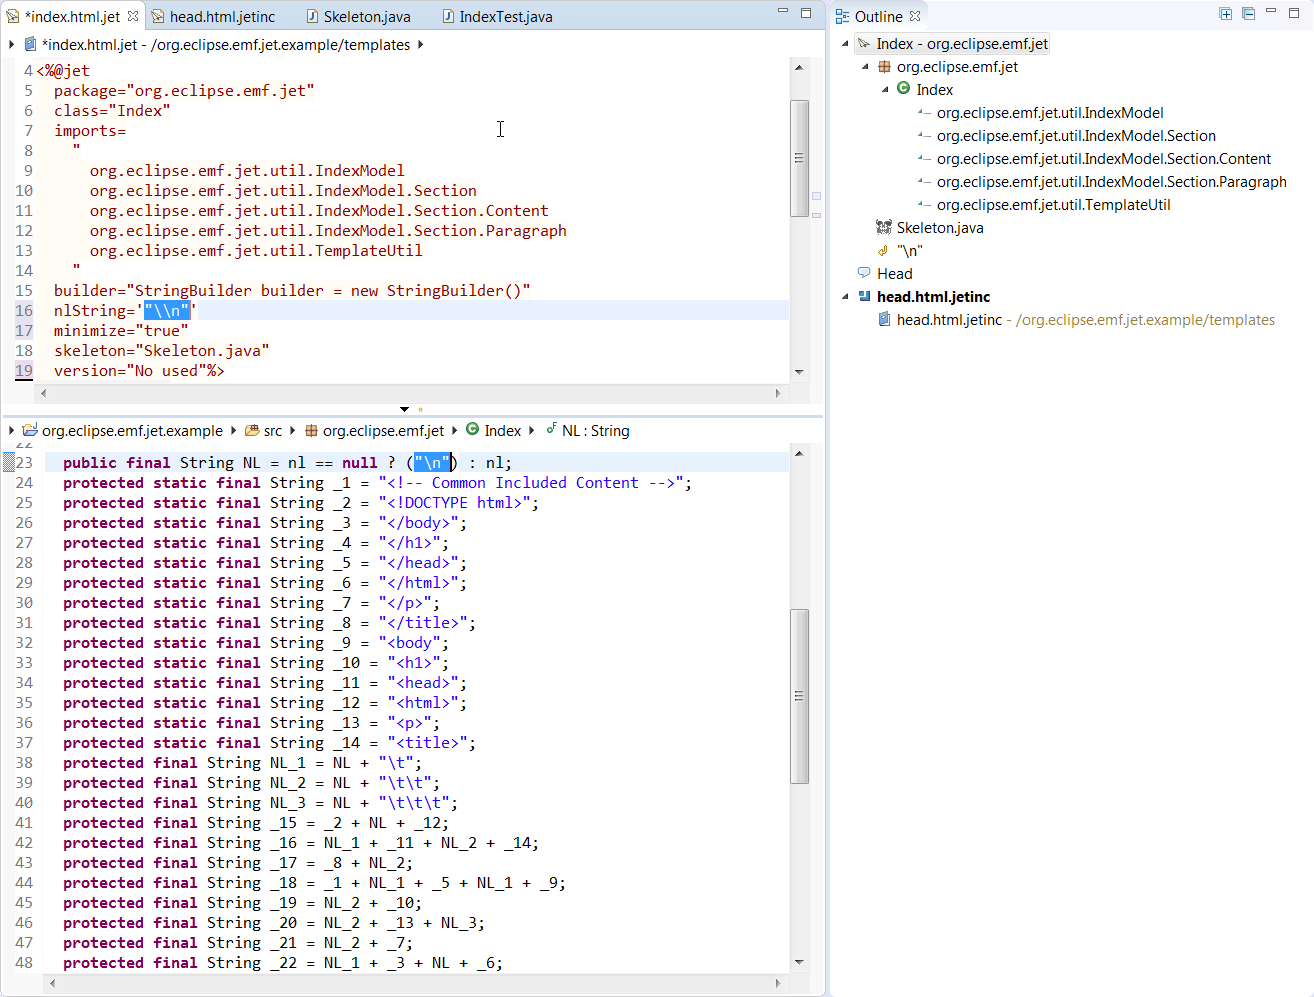 *index.html.jet head.html.jetinc Skeleton.java IndexTest.java
*index.html.jet - /org.eclipse.emf.jet.example/templates
4 <%@jet
5 package="org.eclipse.emf.jet"
6 class="Index"
7 imports=
8 "
9 org.eclipse.emf.jet.util.IndexModel
10 org.eclipse.emf.jet.util.IndexModel.Section
11 org.eclipse.emf.jet.util.IndexModel.Section.Content
12 org.eclipse.emf.jet.util.IndexModel.Section.Paragraph
13 org.eclipse.emf.jet.util.TemplateUtil
14 "
15 builder="StringBuilder builder = new StringBuilder()"
16 nlString='"\\n"'
17 minimize="true"
18 skeleton="Skeleton.java"
19 version="No used"%>
org.eclipse.emf.jet.example src org.eclipse.emf.jet Index NL : String
22
23 public final String NL = nl == null ? ("\n") : nl;
24 protected static final String _1 = "<!-- Common Included Content -->";
25 protected static final String _2 = "<!DOCTYPE html>";
26 protected static final String _3 = "</body>";
27 protected static final String _4 = "</h1>";
28 protected static final String _5 = "</head>";
29 protected static final String _6 = "</html>";
30 protected static final String _7 = "</p>";
31 protected static final String _8 = "</title>";
32 protected static final String _9 = "<body";
33 protected static final String _10 = "<h1>";
34 protected static final String _11 = "<head>";
35 protected static final String _12 = "<html>";
36 protected static final String _13 = "<p>";
37 protected static final String _14 = "<title>";
38 protected final String NL_1 = NL + "\t";
39 protected final String NL_2 = NL + "\t\t";
40 protected final String NL_3 = NL + "\t\t\t";
41 protected final String _15 = _2 + NL + _12;
42 protected final String _16 = NL_1 + _11 + NL_2 + _14;
43 protected final String _17 = _8 + NL_2;
44 protected final String _18 = _1 + NL_1 + _5 + NL_1 + _9;
45 protected final String _19 = NL_2 + _10;
46 protected final String _20 = NL_2 + _13 + NL_3;
47 protected final String _21 = NL_2 + _7;
48 protected final String _22 = NL_1 + _3 + NL + _6;
Outline
Index - org.eclipse.emf.jet
org.eclipse.emf.jet
Index
org.eclipse.emf.jet.util.IndexModel
org.eclipse.emf.jet.util.IndexModel.Section
org.eclipse.emf.jet.util.IndexModel.Section.Content
org.eclipse.emf.jet.util.IndexModel.Section.Paragraph
org.eclipse.emf.jet.util.TemplateUtil
Skeleton.java
"\n"
Head
head.html.jetinc
head.html.jetinc - /org.eclipse.emf.jet.example/templates